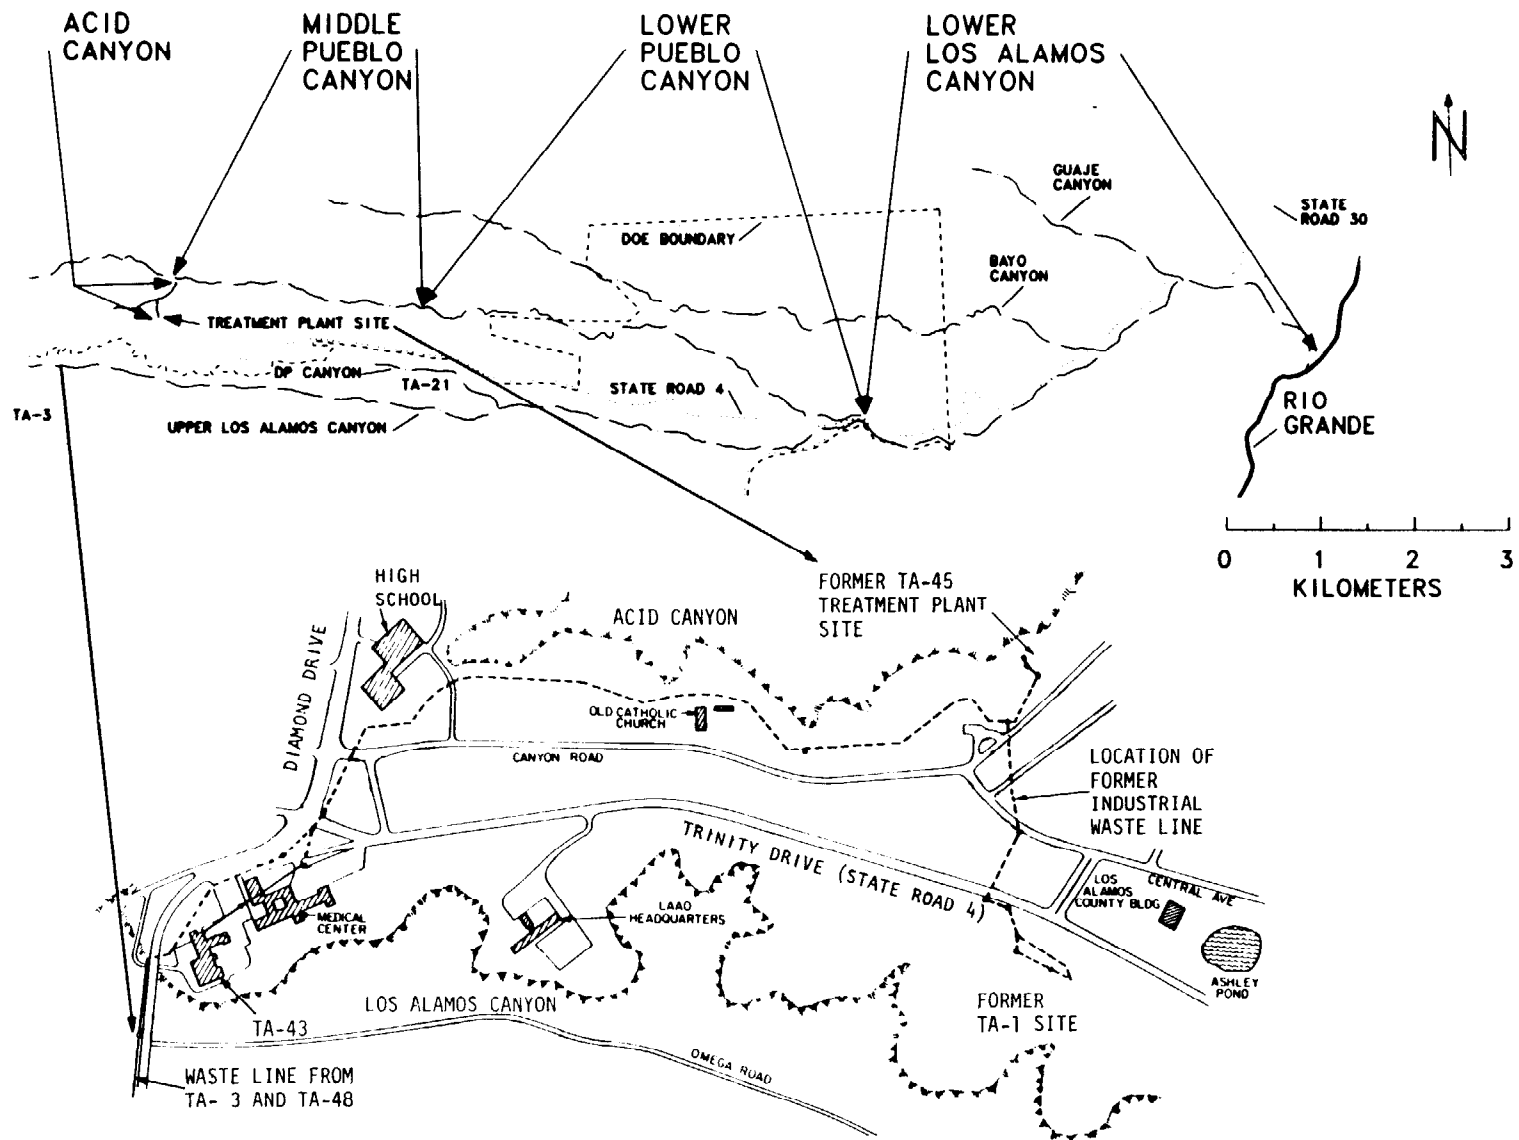 ACID
CANYON
MIDDLE
PUEBLO
CANYON
LOWER
PUEBLO
CANYON
LOWER
LOS ALAMOS
CANYON
N
GUAJE
CANYON
STATE
ROAD 30
DOE BOUNDARY
BAYO
CANYON
TREATMENT PLANT SITE
DP CANYON
TA-21
STATE ROAD 4
TA-3
UPPER LOS ALAMOS CANYON
RIO
GRANDE
0 1 2 3
KILOMETERS
HIGH
SCHOOL
ACID CANYON
FORMER TA-45
TREATMENT PLANT
SITE
DIAMOND DRIVE
OLD CATHOLIC
CHURCH
CANYON ROAD
LOCATION OF
FORMER
INDUSTRIAL
WASTE LINE
TRINITY DRIVE (STATE ROAD 4)
LOS
ALAMOS
COUNTY BLDG
CENTRAL AVE
MEDICAL
CENTER
LAAO
HEADQUARTERS
ASHLEY
POND
LOS ALAMOS CANYON
FORMER
TA-1 SITE
TA-43
OMEGA ROAD
WASTE LINE FROM
TA- 3 AND TA-48